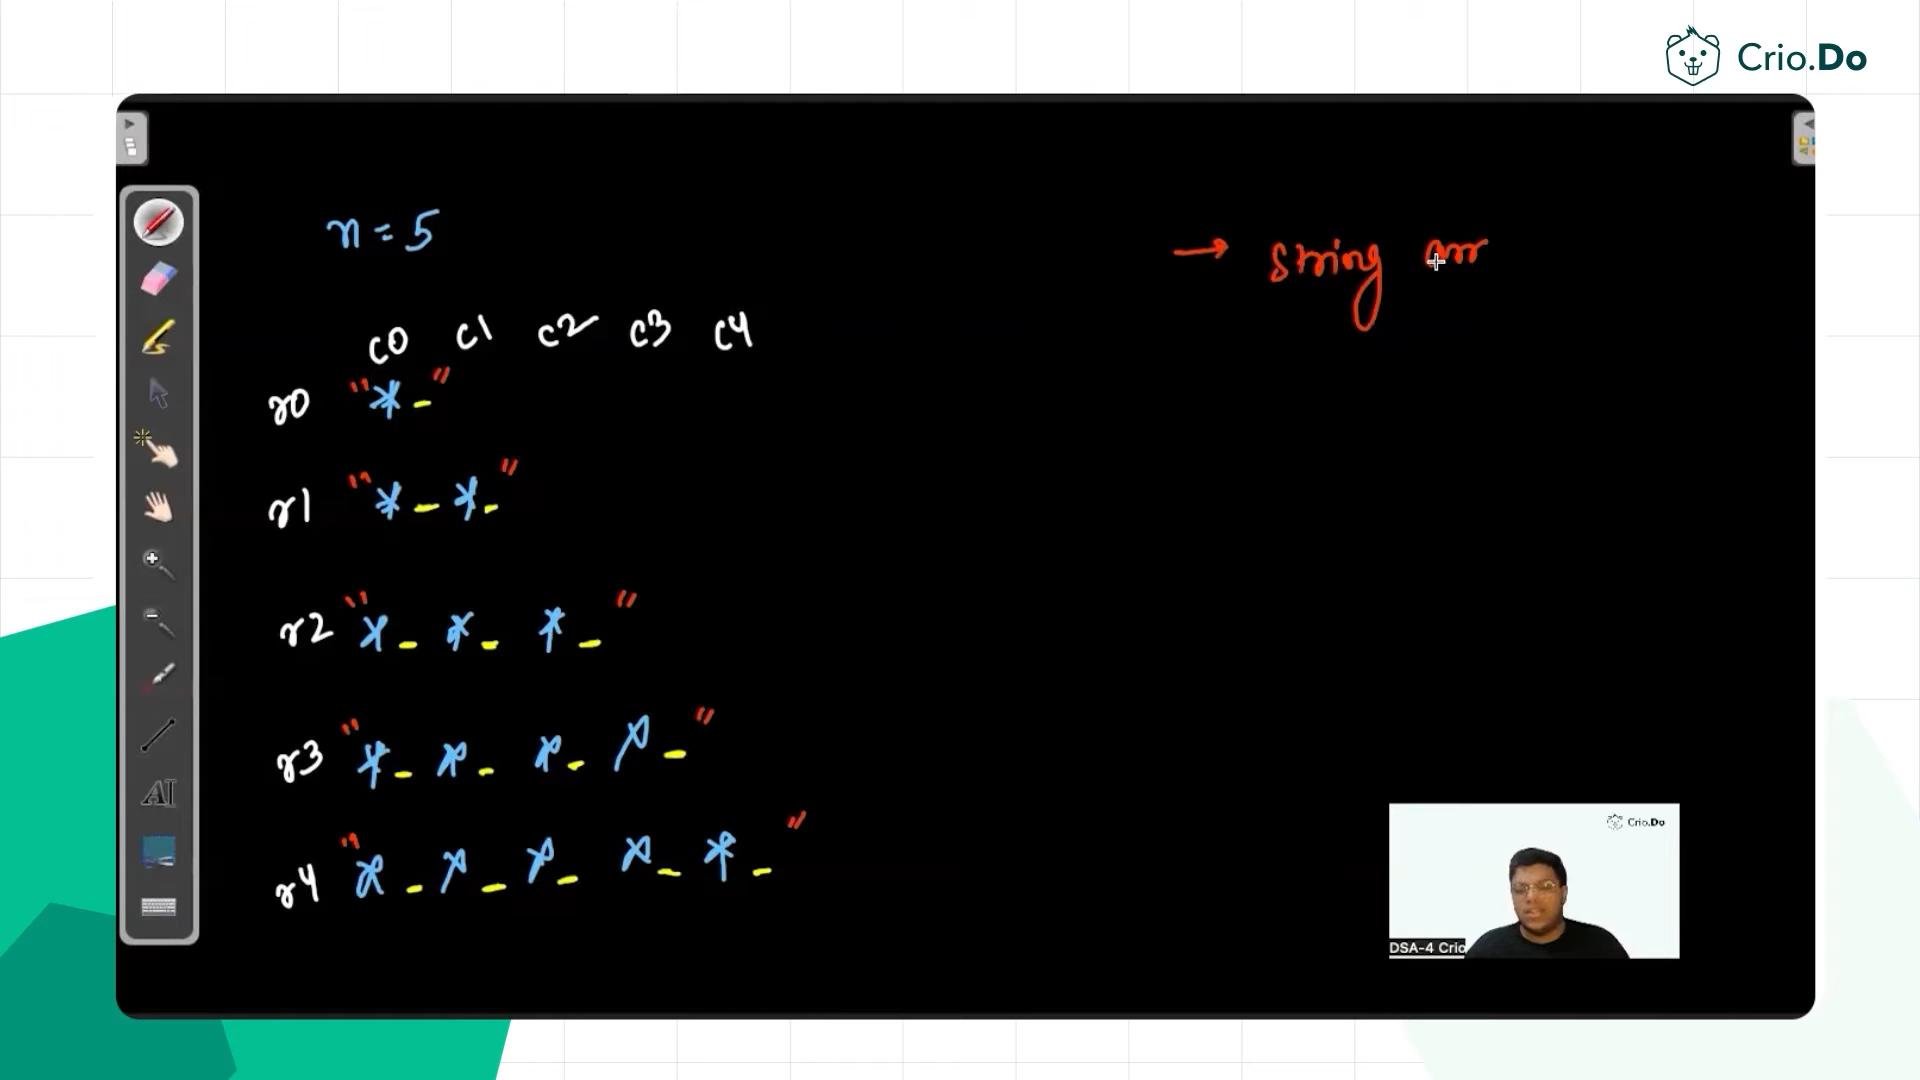 Crio.Do
n = 5
→ string arr
c0 c1 c2 c3 c4
r0 "*_"
r1 "*_*_"
r2 "*_*_*_"
r3 "*_*_*_*_"
r4 "*_*_*_*_*_"
AI
Crio.Do
DSA-4 Crio